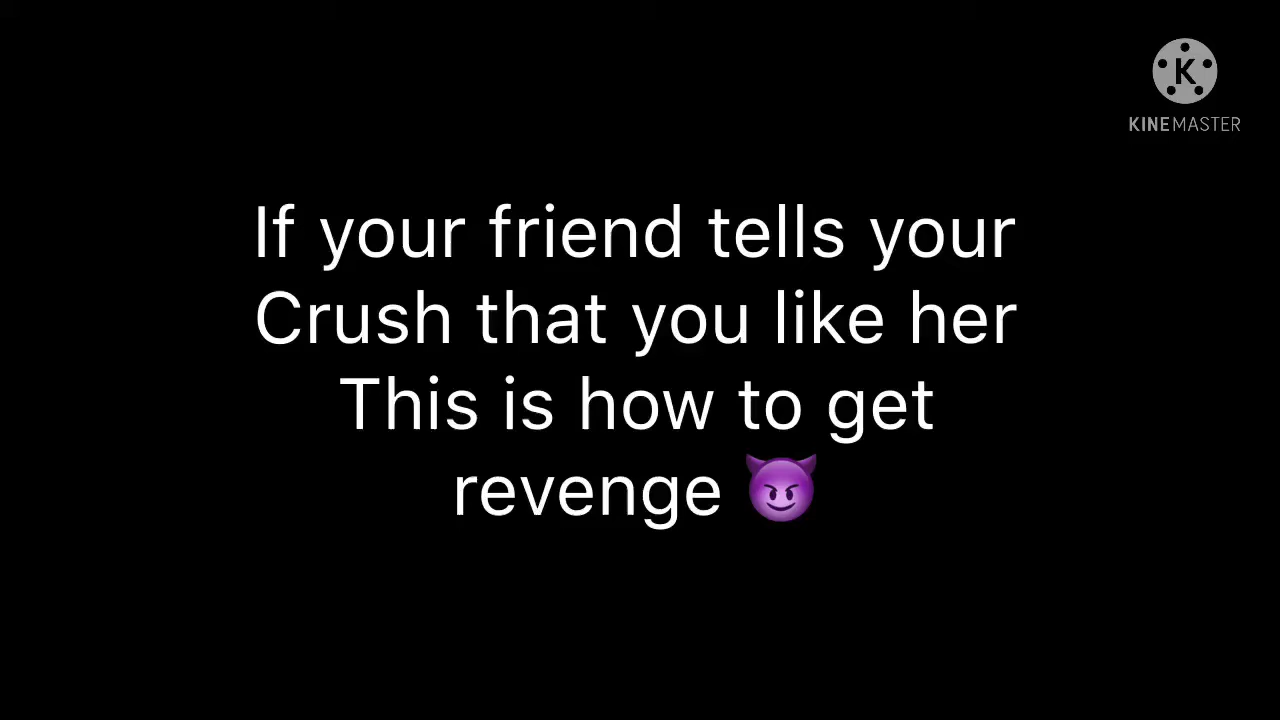 K
KINEMASTER
If your friend tells your
Crush that you like her
This is how to get
revenge 😈